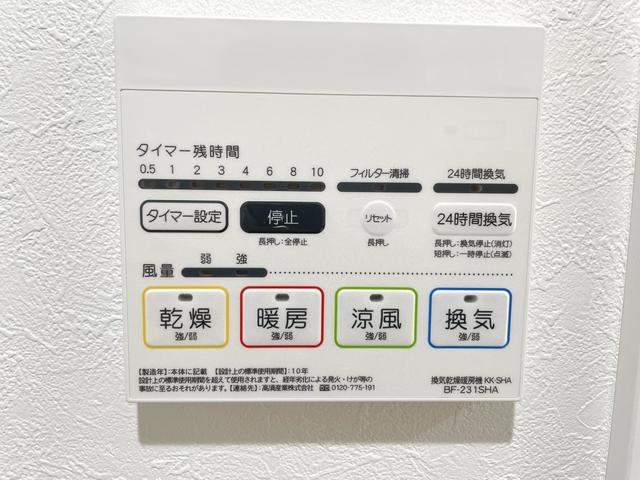 タイマー残時間
0.5 1 2 3 4 6 8 10 フィルター清掃 24時間換気
タイマー設定 停止 リセット 24時間換気
長押し:全停止 長押し 長押し:換気停止(消灯)
短押し:一時停止(点滅)
風量 弱 強
乾燥 暖房 涼風 換気
強/弱 強/弱 強/弱 強/弱
【製造年】:本体に記載 【設計上の標準使用期間】:10年
設計上の標準使用期間を超えて使用されますと、経年劣化による発火・けが等の
事故に至るおそれがあります。【連絡先】:高須産業株式会社 0120-775-191
換気乾燥暖房機 KK-SHA
BF-231SHA